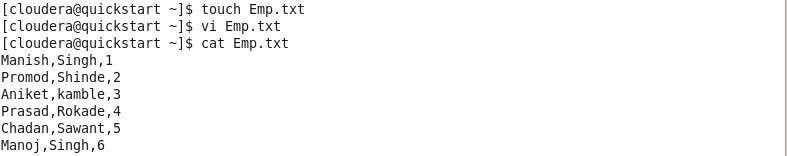 [cloudera@quickstart ~]$ touch Emp.txt
[cloudera@quickstart ~]$ vi Emp.txt
[cloudera@quickstart ~]$ cat Emp.txt
Manish,Singh,1
Promod,Shinde,2
Aniket,kamble,3
Prasad,Rokade,4
Chadan,Sawant,5
Manoj,Singh,6